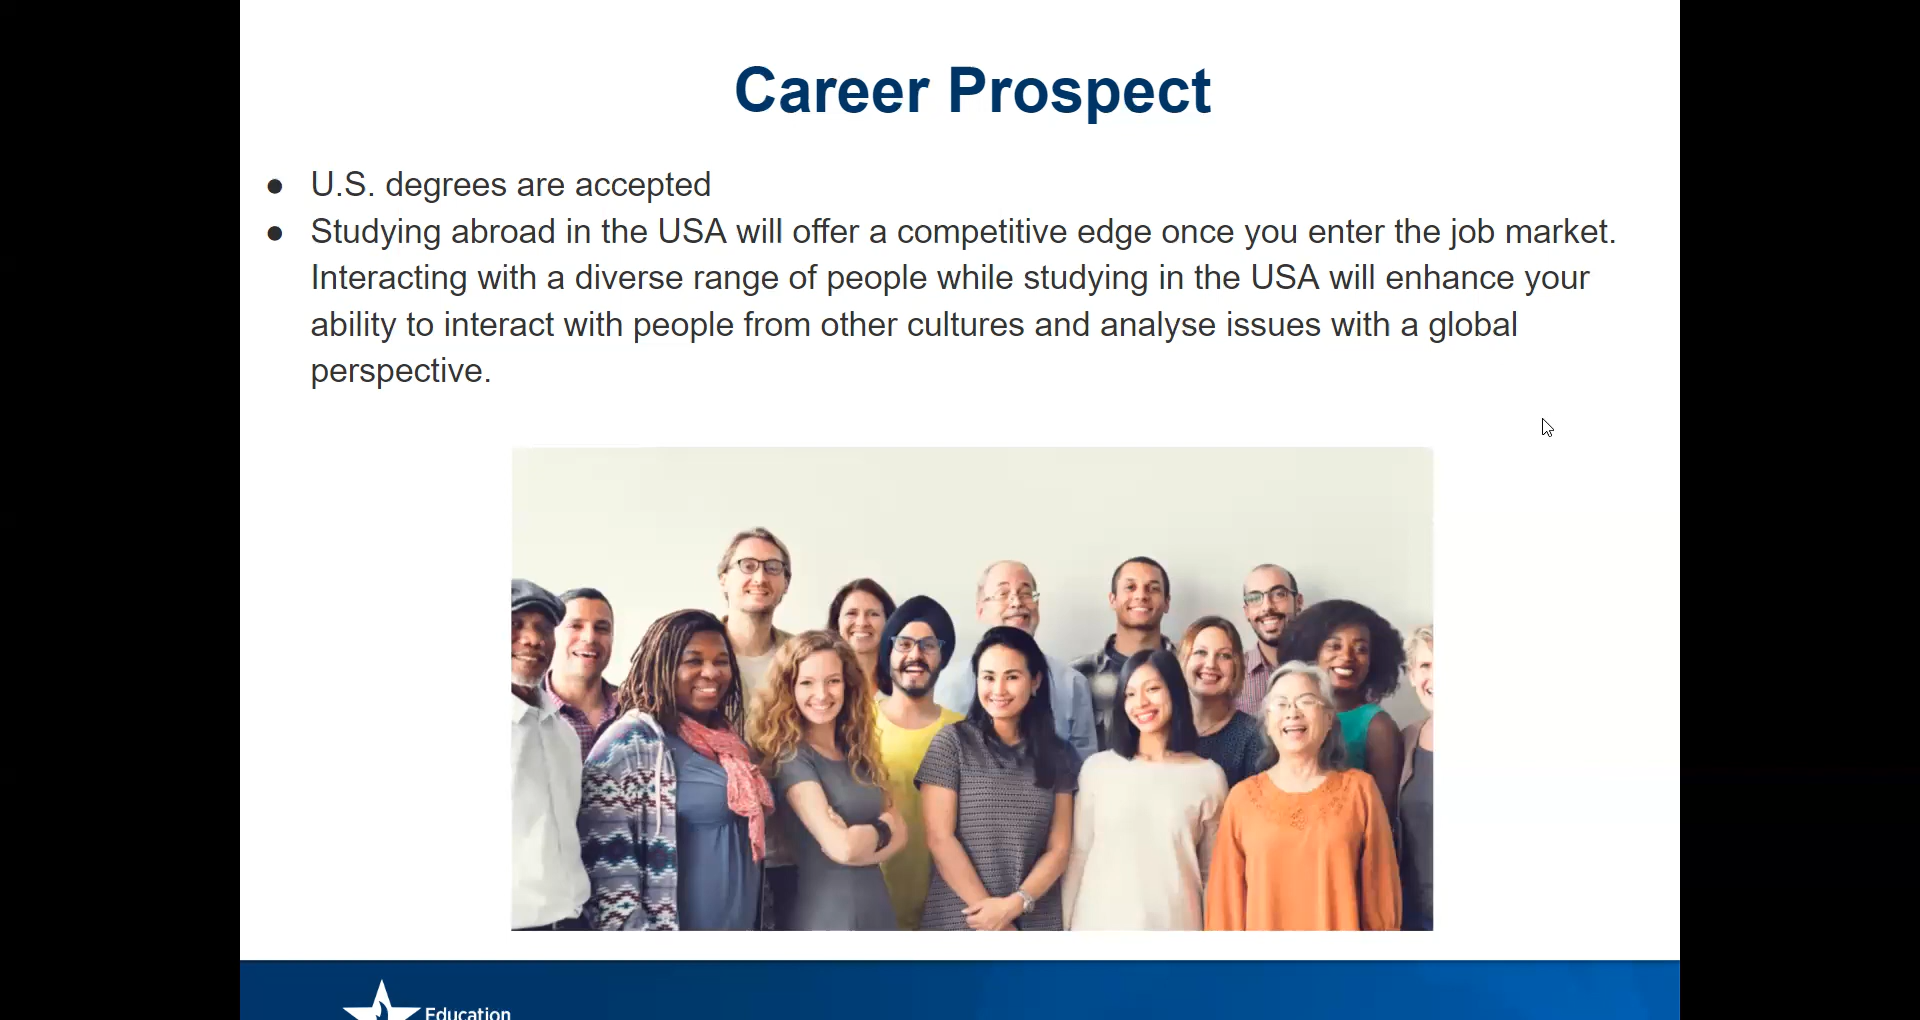 Career Prospect
● U.S. degrees are accepted
● Studying abroad in the USA will offer a competitive edge once you enter the job market.
Interacting with a diverse range of people while studying in the USA will enhance your
ability to interact with people from other cultures and analyse issues with a global
perspective.
Education